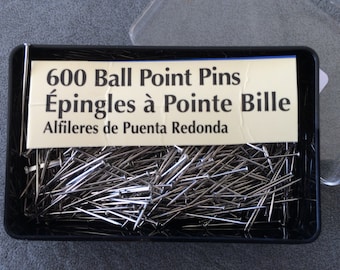 600 Ball Point Pins
Épingles à Pointe Bille
Alfileres de Puenta Redonda